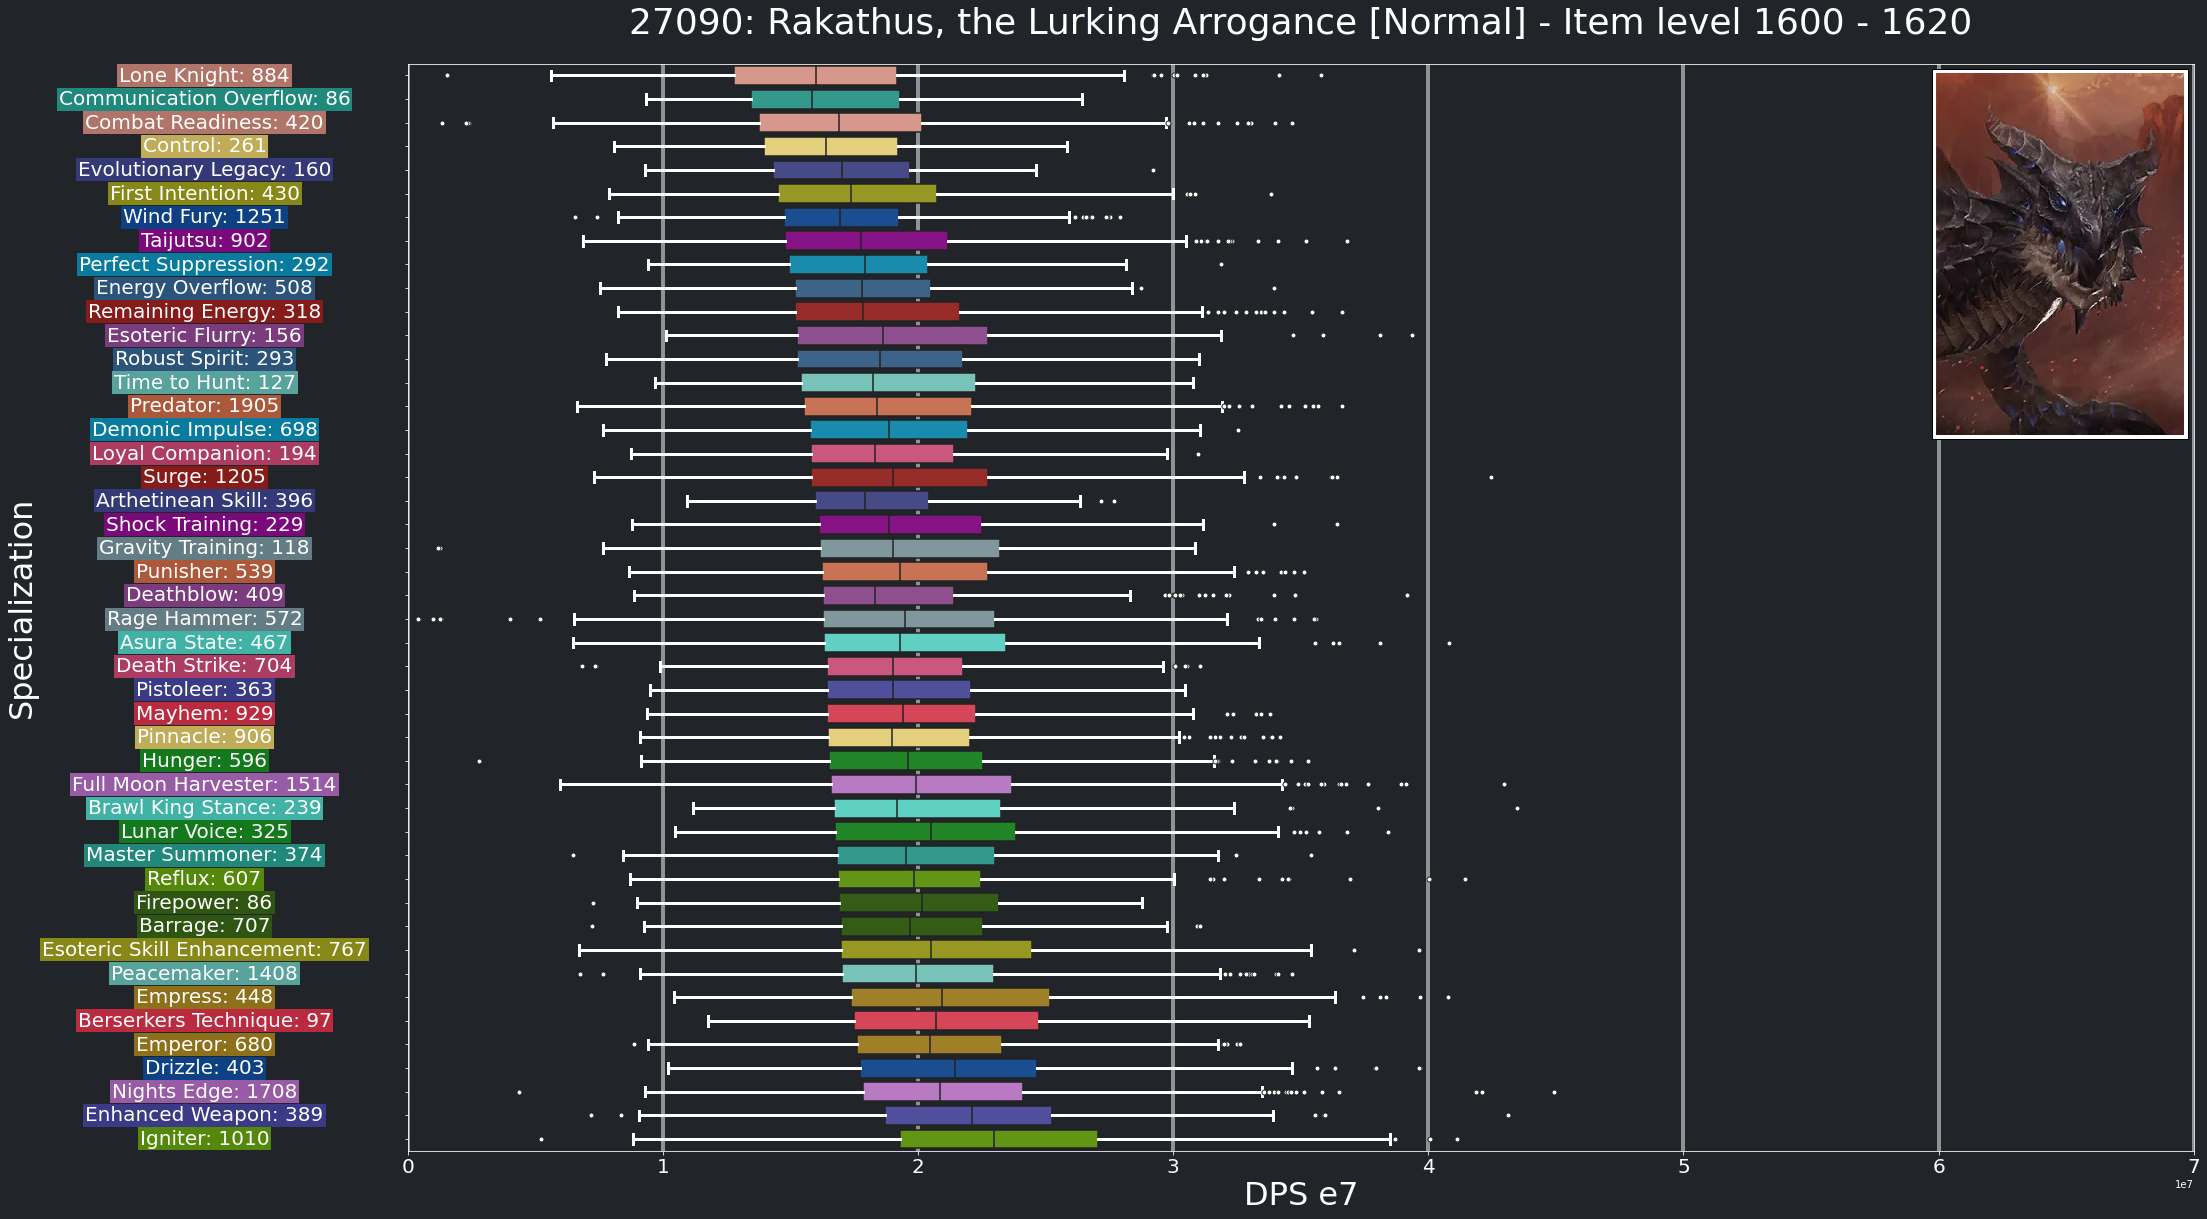 27090: Rakathus, the Lurking Arrogance [Normal] - Item level 1600 - 1620
Lone Knight: 884
Communication Overflow: 86
Combat Readiness: 420
Control: 261
Evolutionary Legacy: 160
First Intention: 430
Wind Fury: 1251
Taijutsu: 902
Perfect Suppression: 292
Energy Overflow: 508
Remaining Energy: 318
Esoteric Flurry: 156
Robust Spirit: 293
Time to Hunt: 127
Predator: 1905
Demonic Impulse: 698
Loyal Companion: 194
Surge: 1205
Arthetinean Skill: 396
Shock Training: 229
Gravity Training: 118
Punisher: 539
Deathblow: 409
Rage Hammer: 572
Asura State: 467
Death Strike: 704
Pistoleer: 363
Mayhem: 929
Pinnacle: 906
Hunger: 596
Full Moon Harvester: 1514
Brawl King Stance: 239
Lunar Voice: 325
Master Summoner: 374
Reflux: 607
Firepower: 86
Barrage: 707
Esoteric Skill Enhancement: 767
Peacemaker: 1408
Empress: 448
Berserkers Technique: 97
Emperor: 680
Drizzle: 403
Nights Edge: 1708
Enhanced Weapon: 389
Igniter: 1010
Specialization
0 1 2 3 4 5 6 7
1e7
DPS e7